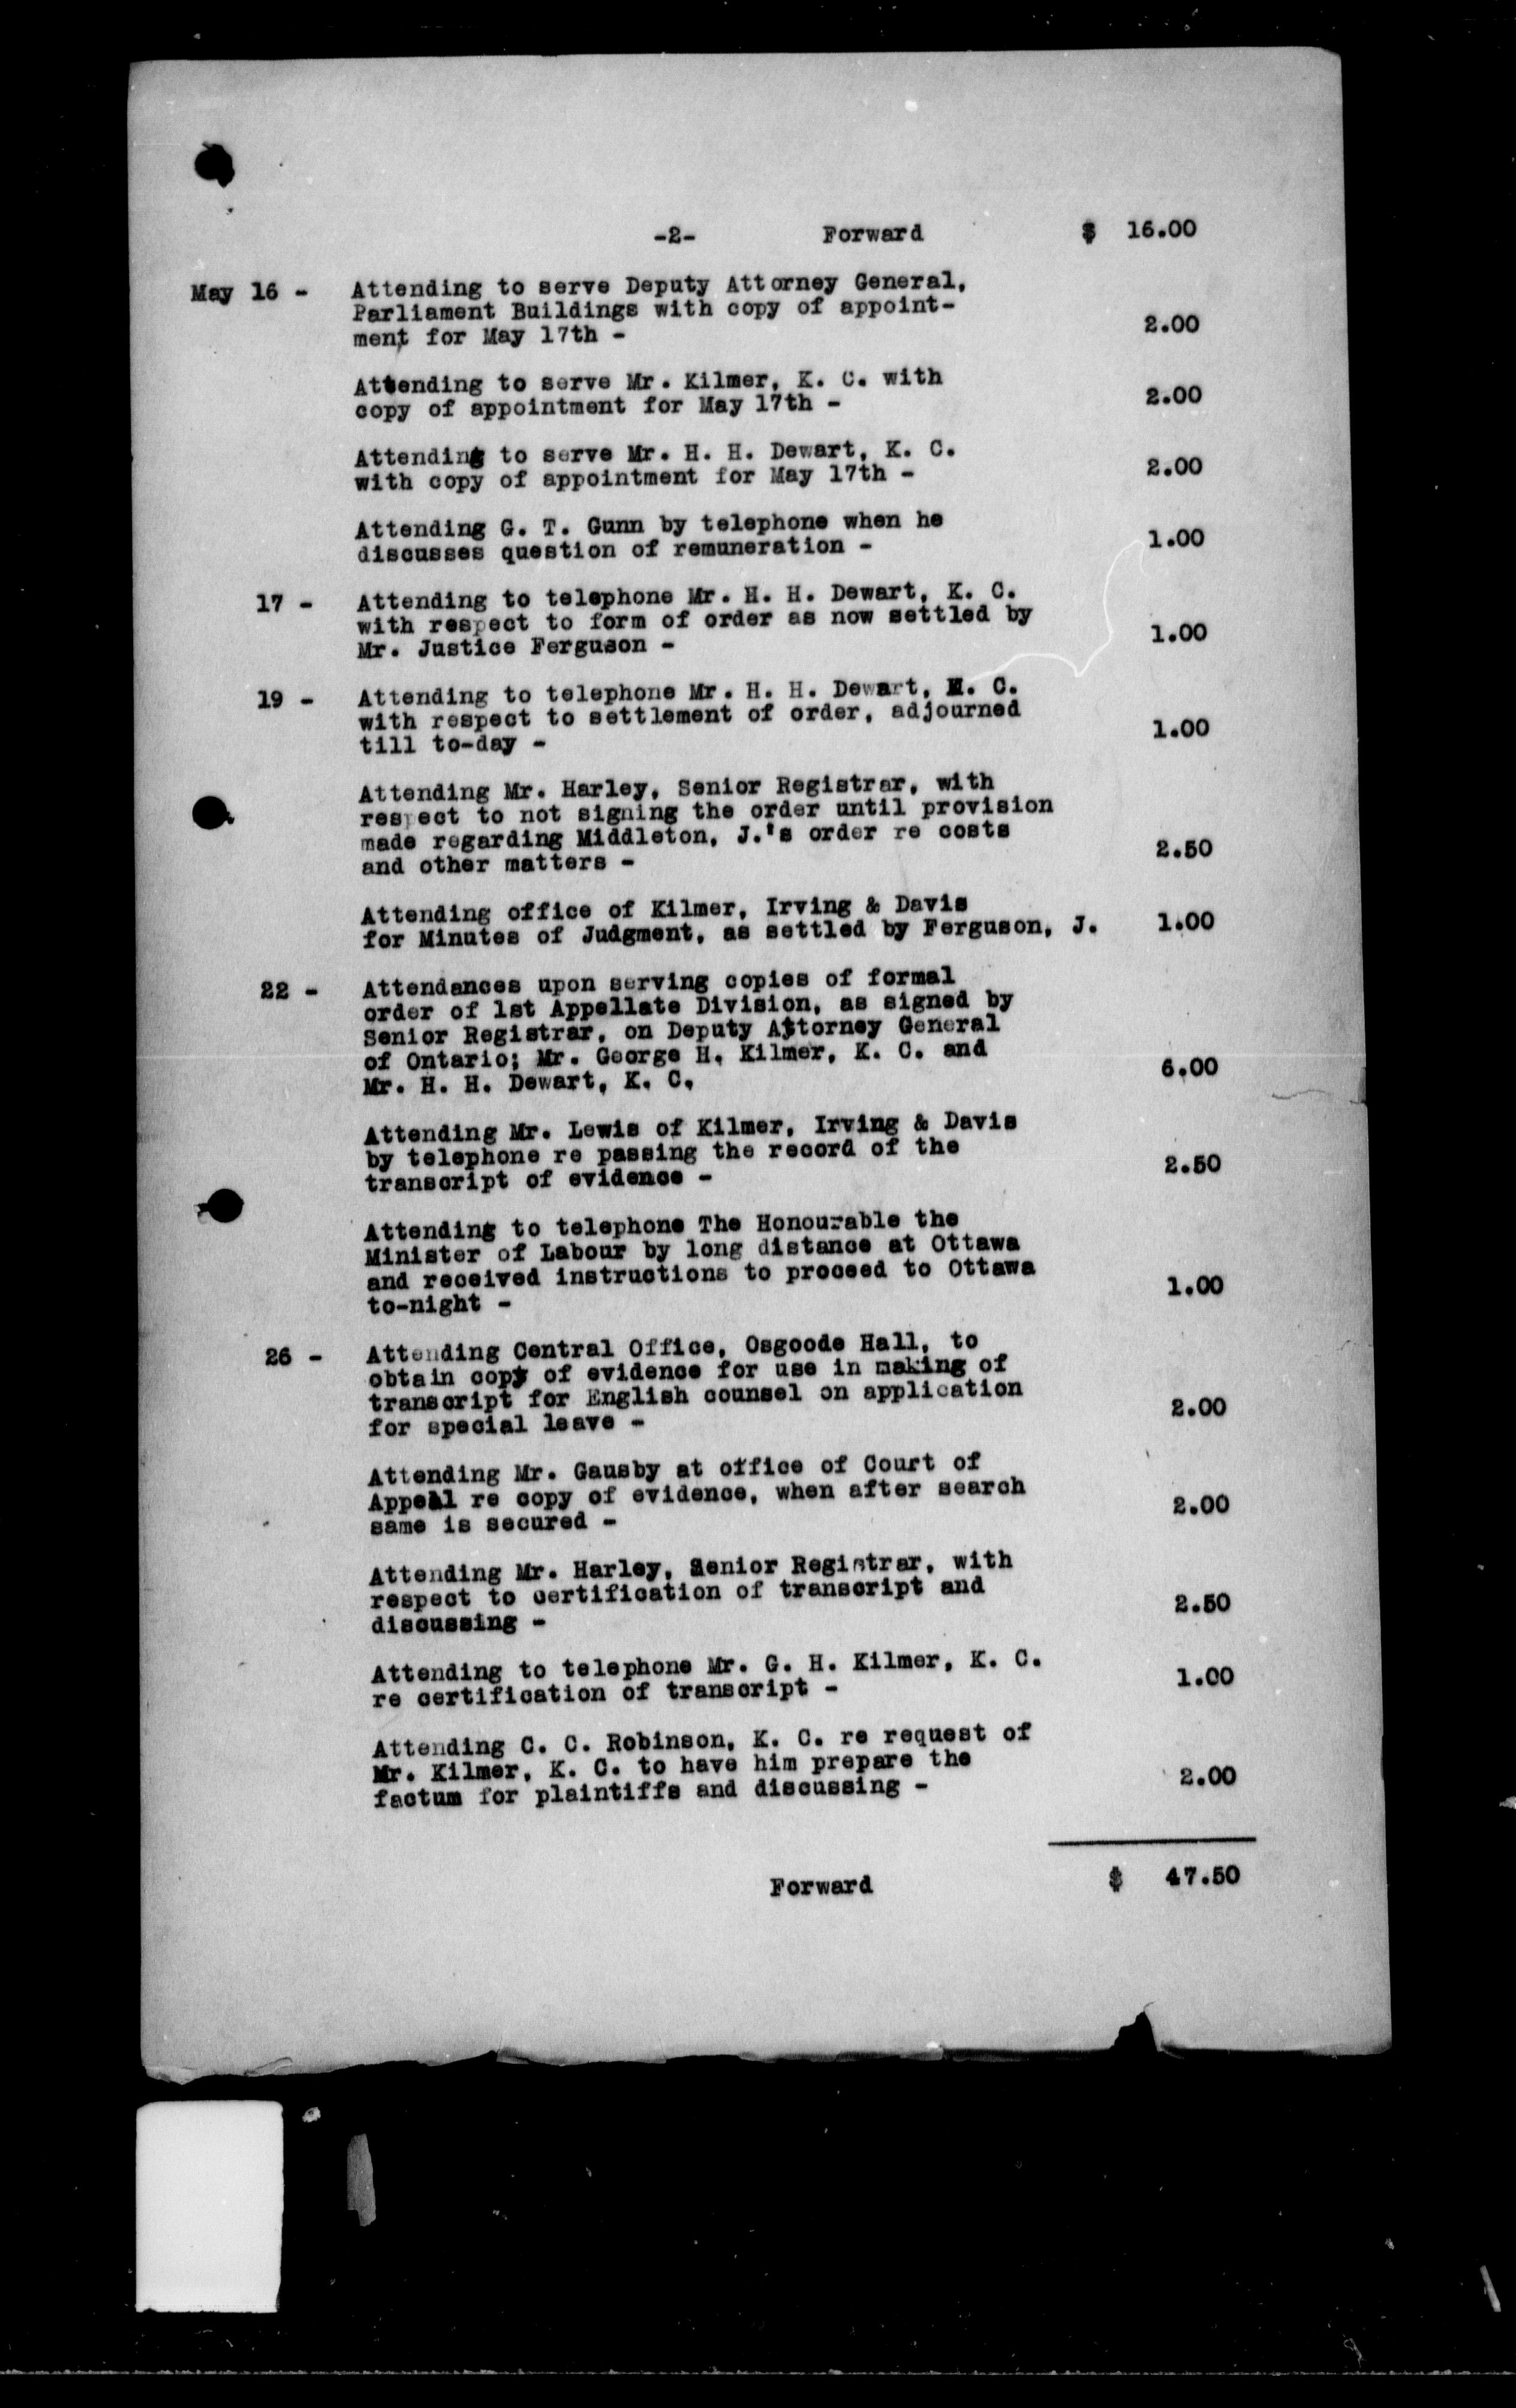 -2- Forward $ 16.00
May 16 - Attending to serve Deputy Attorney General,
Parliament Buildings with copy of appoint-
ment for May 17th - 2.00
Attending to serve Mr. Kilmer, K. C. with
copy of appointment for May 17th - 2.00
Attending to serve Mr. H. H. Dewart, K. C.
with copy of appointment for May 17th - 2.00
Attending G. T. Gunn by telephone when he
discusses question of remuneration - 1.00
17 - Attending to telephone Mr. H. H. Dewart, K. C.
with respect to form of order as now settled by
Mr. Justice Ferguson - 1.00
19 - Attending to telephone Mr. H. H. Dewart, K. C.
with respect to settlement of order, adjourned
till to-day - 1.00
Attending Mr. Harley, Senior Registrar, with
respect to not signing the order until provision
made regarding Middleton, J.'s order re costs
and other matters - 2.50
Attending office of Kilmer, Irving & Davis
for Minutes of Judgment, as settled by Ferguson, J. 1.00
22 - Attendances upon serving copies of formal
order of 1st Appellate Division, as signed by
Senior Registrar, on Deputy Attorney General
of Ontario; Mr. George H. Kilmer, K. C. and
Mr. H. H. Dewart, K. C. 6.00
Attending Mr. Lewis of Kilmer, Irving & Davis
by telephone re passing the record of the
transcript of evidence - 2.50
Attending to telephone The Honourable the
Minister of Labour by long distance at Ottawa
and received instructions to proceed to Ottawa
to-night - 1.00
26 - Attending Central Office, Osgoode Hall, to
obtain copy of evidence for use in making of
transcript for English counsel on application
for special leave - 2.00
Attending Mr. Gausby at office of Court of
Appeal re copy of evidence, when after search
same is secured - 2.00
Attending Mr. Harley, Senior Registrar, with
respect to certification of transcript and
discussing - 2.50
Attending to telephone Mr. G. H. Kilmer, K. C.
re certification of transcript - 1.00
Attending C. C. Robinson, K. C. re request of
Mr. Kilmer, K. C. to have him prepare the
factum for plaintiffs and discussing - 2.00
Forward $ 47.50